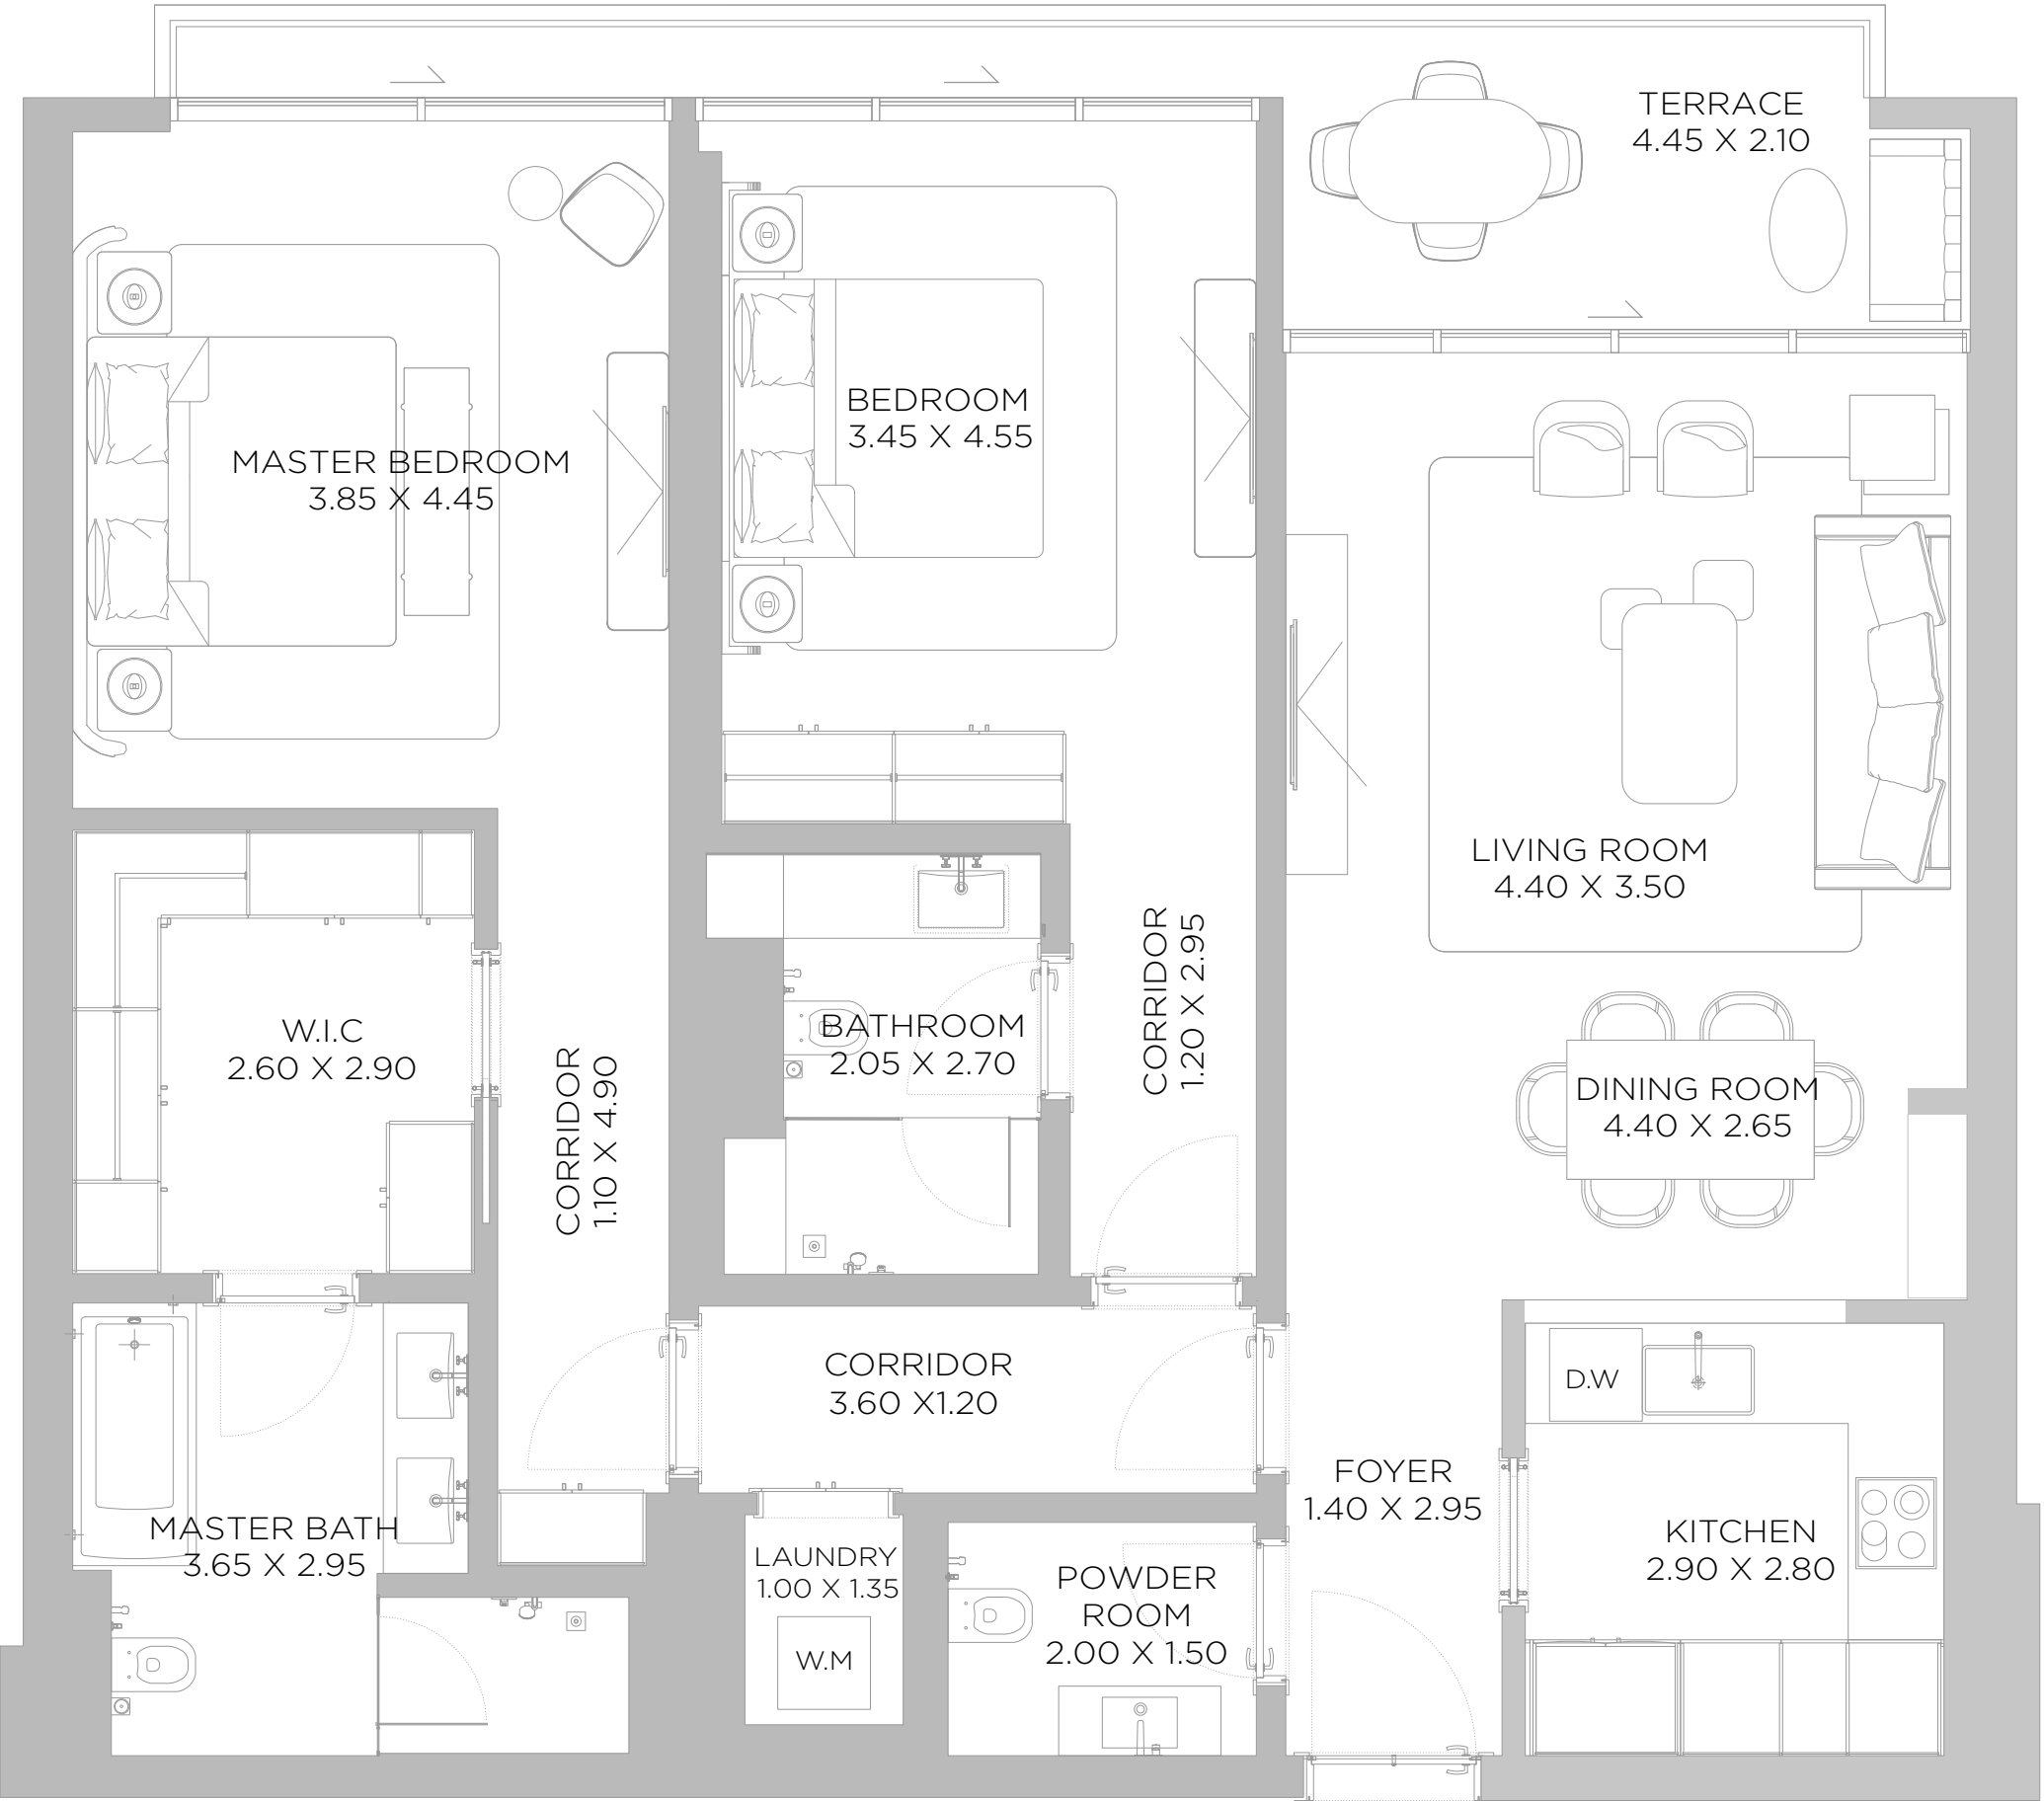 TERRACE
4.45 X 2.10
BEDROOM
3.45 X 4.55
MASTER BEDROOM
3.85 X 4.45
LIVING ROOM
4.40 X 3.50
W.I.C
2.60 X 2.90
CORRIDOR
1.10 X 4.90
BATHROOM
2.05 X 2.70
CORRIDOR
1.20 X 2.95
DINING ROOM
4.40 X 2.65
CORRIDOR
3.60 X1.20
D.W
FOYER
1.40 X 2.95
MASTER BATH
3.65 X 2.95
LAUNDRY
1.00 X 1.35
W.M
POWDER
ROOM
2.00 X 1.50
KITCHEN
2.90 X 2.80